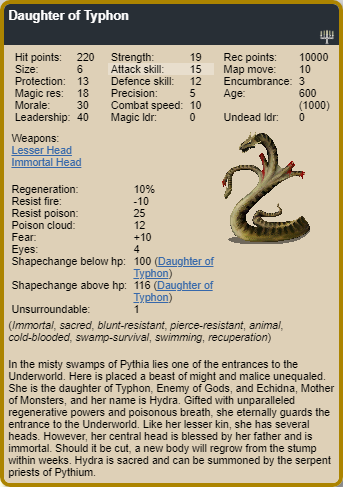 Daughter of Typhon
Hit points: 220 Strength: 19 Rec points: 10000
Size: 6 Attack skill: 15 Map move: 10
Protection: 13 Defence skill: 12 Encumbrance: 3
Magic res: 18 Precision: 5 Age: 600
Morale: 30 Combat speed: 10 (1000)
Leadership: 40 Magic ldr: 0 Undead ldr: 0
Weapons:
Lesser Head
Immortal Head
Regeneration: 10%
Resist fire: -10
Resist poison: 25
Poison cloud: 12
Fear: +10
Eyes: 4
Shapechange below hp: 100 (Daughter of
Typhon)
Shapechange above hp: 116 (Daughter of
Typhon)
Unsurroundable: 1
(Immortal, sacred, blunt-resistant, pierce-resistant, animal,
cold-blooded, swamp-survival, swimming, recuperation)
In the misty swamps of Pythia lies one of the entrances to the
Underworld. Here is placed a beast of might and malice unequaled.
She is the daughter of Typhon, Enemy of Gods, and Echidna, Mother
of Monsters, and her name is Hydra. Gifted with unparalleled
regenerative powers and poisonous breath, she eternally guards the
entrance to the Underworld. Like her lesser kin, she has several
heads. However, her central head is blessed by her father and is
immortal. Should it be cut, a new body will regrow from the stump
within weeks. Hydra is sacred and can be summoned by the serpent
priests of Pythium.